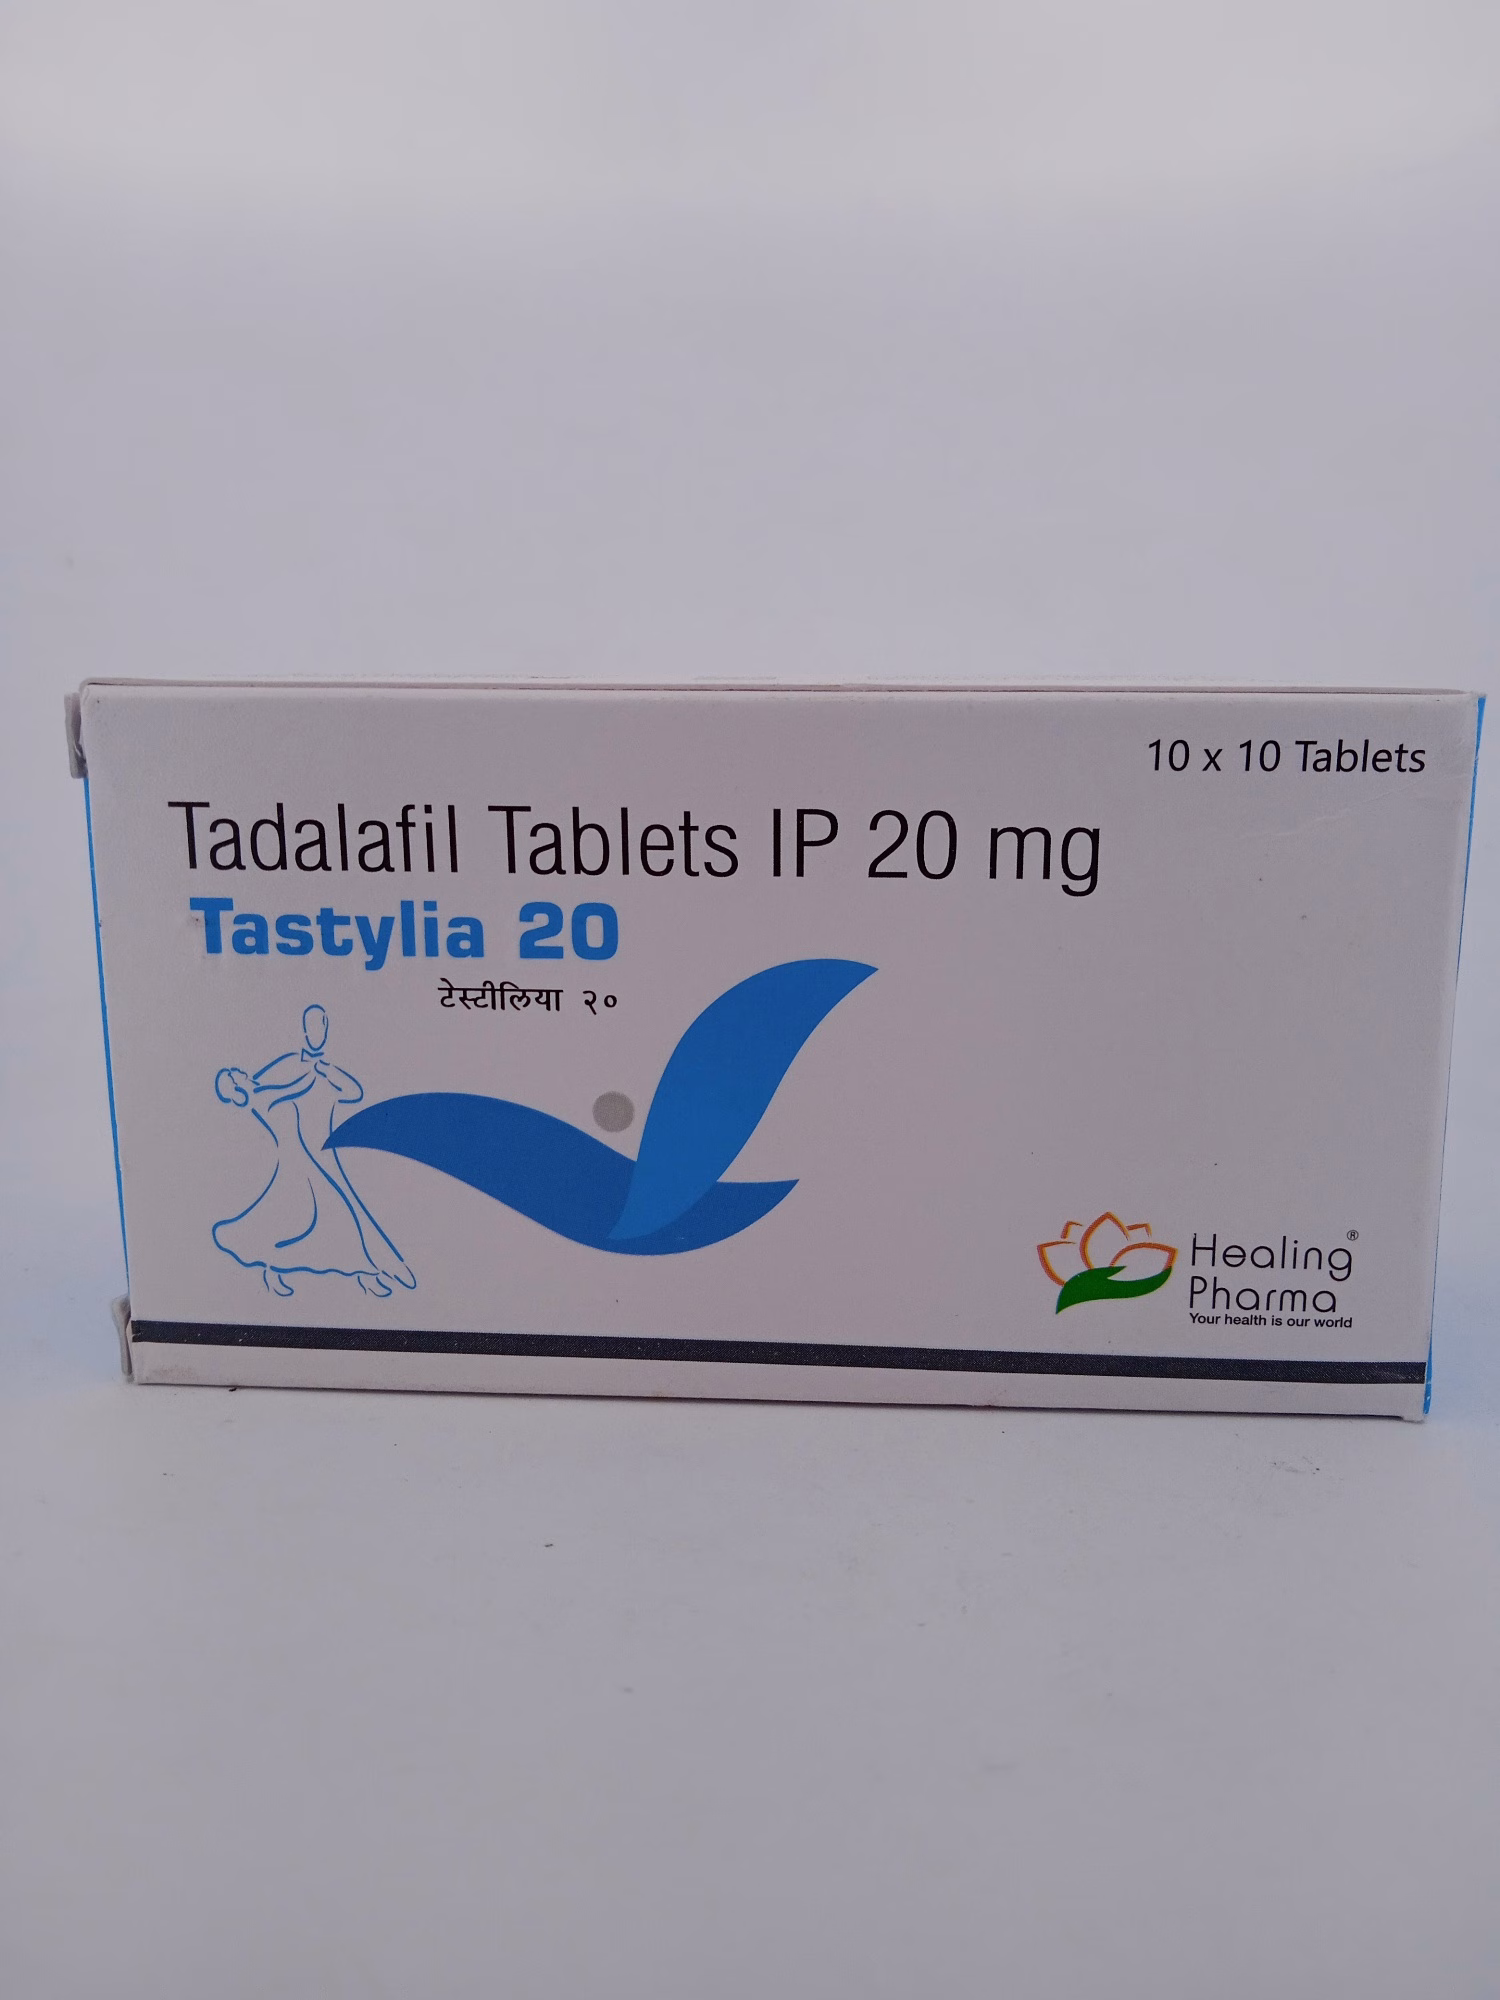 10 x 10 Tablets
Tadalafil Tablets IP 20 mg
Tastylia 20
टेस्टीलिया २०
Healing®
Pharma
Your health is our world